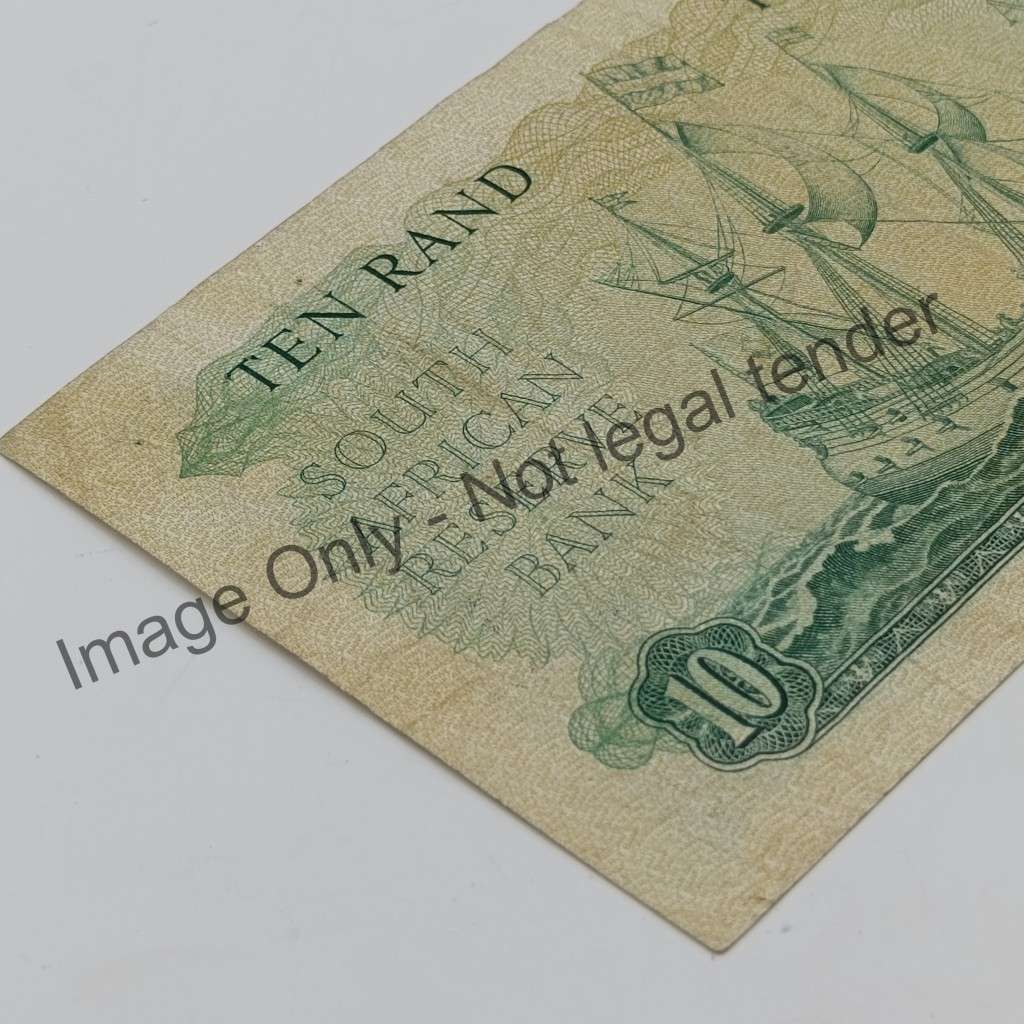 TEN RAND
SOUTH
AFRICAN
RESERVE
BANK
10
Image Only - Not legal tender